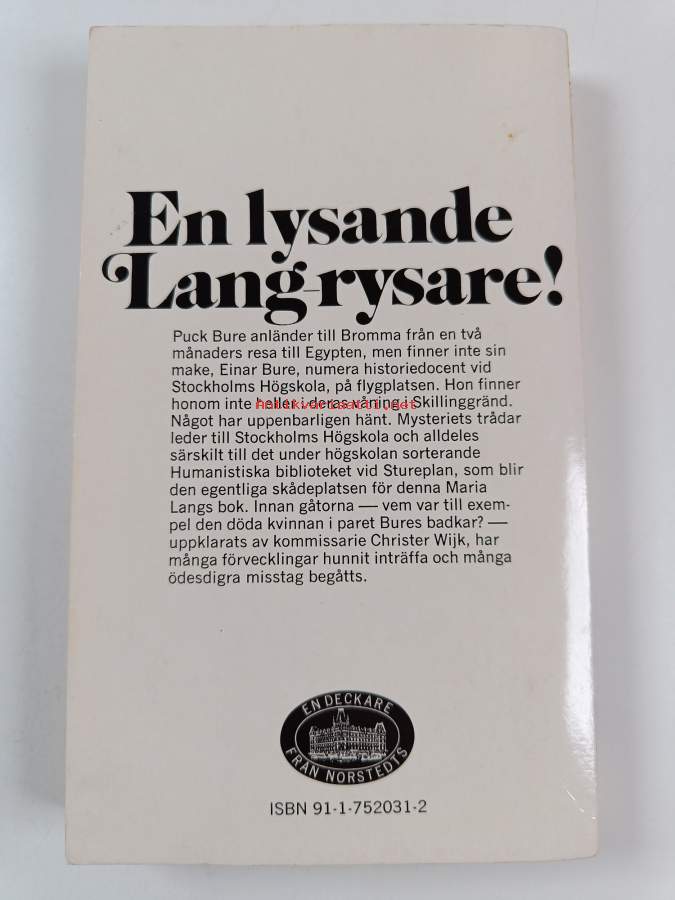 En lysande
Lang-rysare!
Puck Bure anländer till Bromma från en två
månaders resa till Egypten, men finner inte sin
make, Einar Bure, numera historiedocent vid
Stockholms Högskola, på flygplatsen. Hon finner
honom inte heller i deras våning i Skillinggränd.
Antikvariaatti.net
Något har uppenbarligen hänt. Mysteriets trådar
leder till Stockholms Högskola och alldeles
särskilt till det under högskolan sorterande
Humanistiska biblioteket vid Stureplan, som blir
den egentliga skådeplatsen för denna Maria
Langs bok. Innan gåtorna — vem var till exem-
pel den döda kvinnan i paret Bures badkar? —
uppklarats av kommissarie Christer Wijk, har
många förvecklingar hunnit inträffa och många
ödesdigra misstag begåtts.
EN DECKARE
FRÅN NORSTEDTS
ISBN 91-1-752031-2